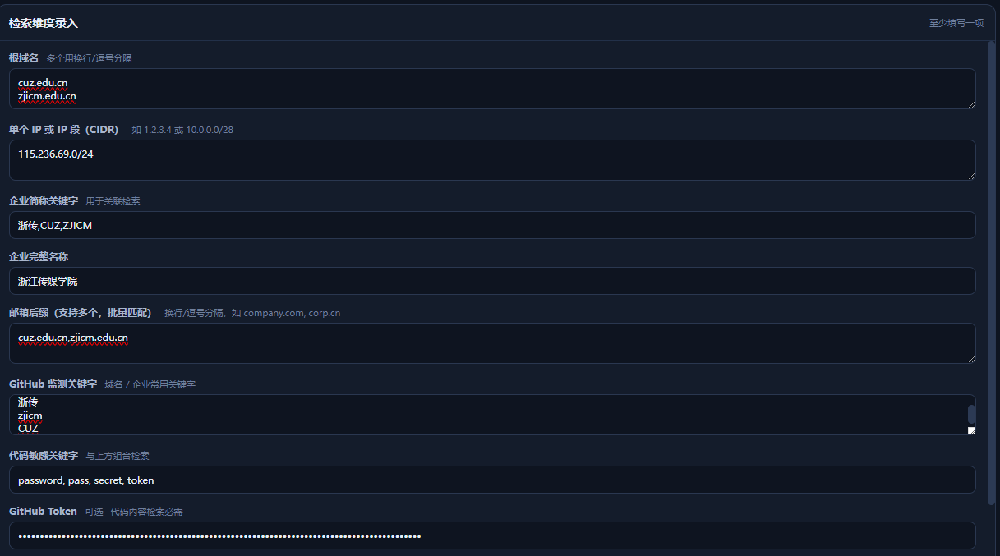 检索维度录入
至少填写一项
根域名 多个用换行/逗号分隔
cuz.edu.cn
zjicm.edu.cn
单个 IP 或 IP 段（CIDR） 如 1.2.3.4 或 10.0.0.0/28
115.236.69.0/24
企业简称关键字 用于关联检索
浙传,CUZ,ZJICM
企业完整名称
浙江传媒学院
邮箱后缀（支持多个，批量匹配） 换行/逗号分隔，如 company.com, corp.cn
cuz.edu.cn,zjicm.edu.cn
GitHub 监测关键字 域名 / 企业常用关键字
浙传
zjicm
CUZ
代码敏感关键字 与上方组合检索
password, pass, secret, token
GitHub Token 可选 · 代码内容检索必需